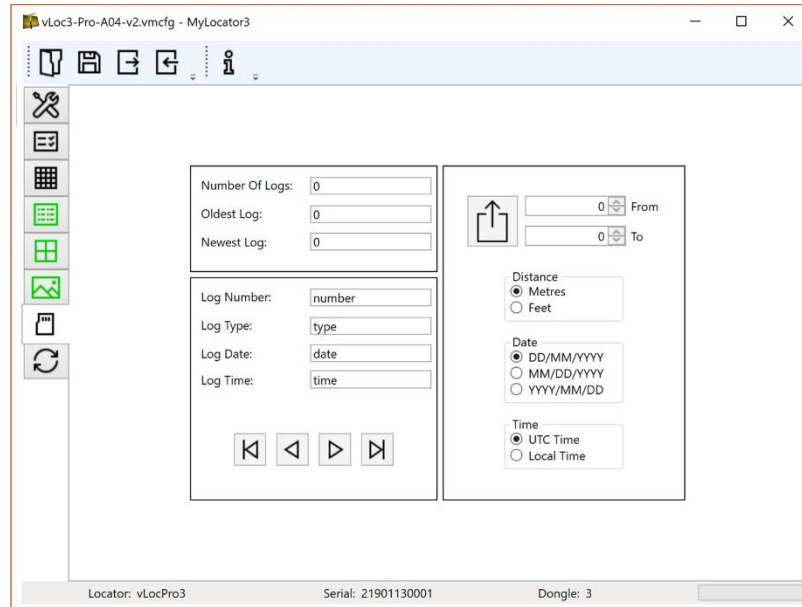 vLoc3-Pro-A04-v2.vmcfg - MyLocator3
Number Of Logs: 0
Oldest Log: 0
Newest Log: 0
Log Number: number
Log Type: type
Log Date: date
Log Time: time
0 From
0 To
Distance
Metres
Feet
Date
DD/MM/YYYY
MM/DD/YYYY
YYYY/MM/DD
Time
UTC Time
Local Time
Locator: vLocPro3 Serial: 21901130001 Dongle: 3